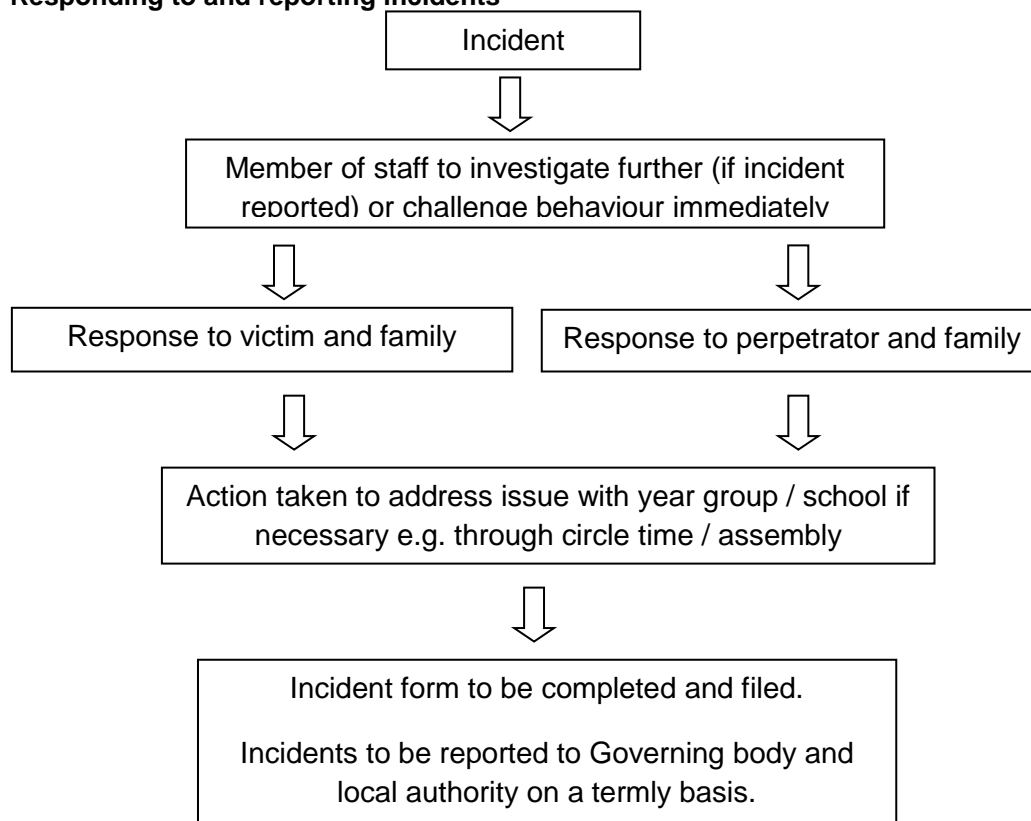 Responding to and reporting incidents
Incident
Member of staff to investigate further (if incident
reported) or challenge behaviour immediately
Response to victim and family
Response to perpetrator and family
Action taken to address issue with year group / school if
necessary e.g. through circle time / assembly
Incident form to be completed and filed.
Incidents to be reported to Governing body and
local authority on a termly basis.